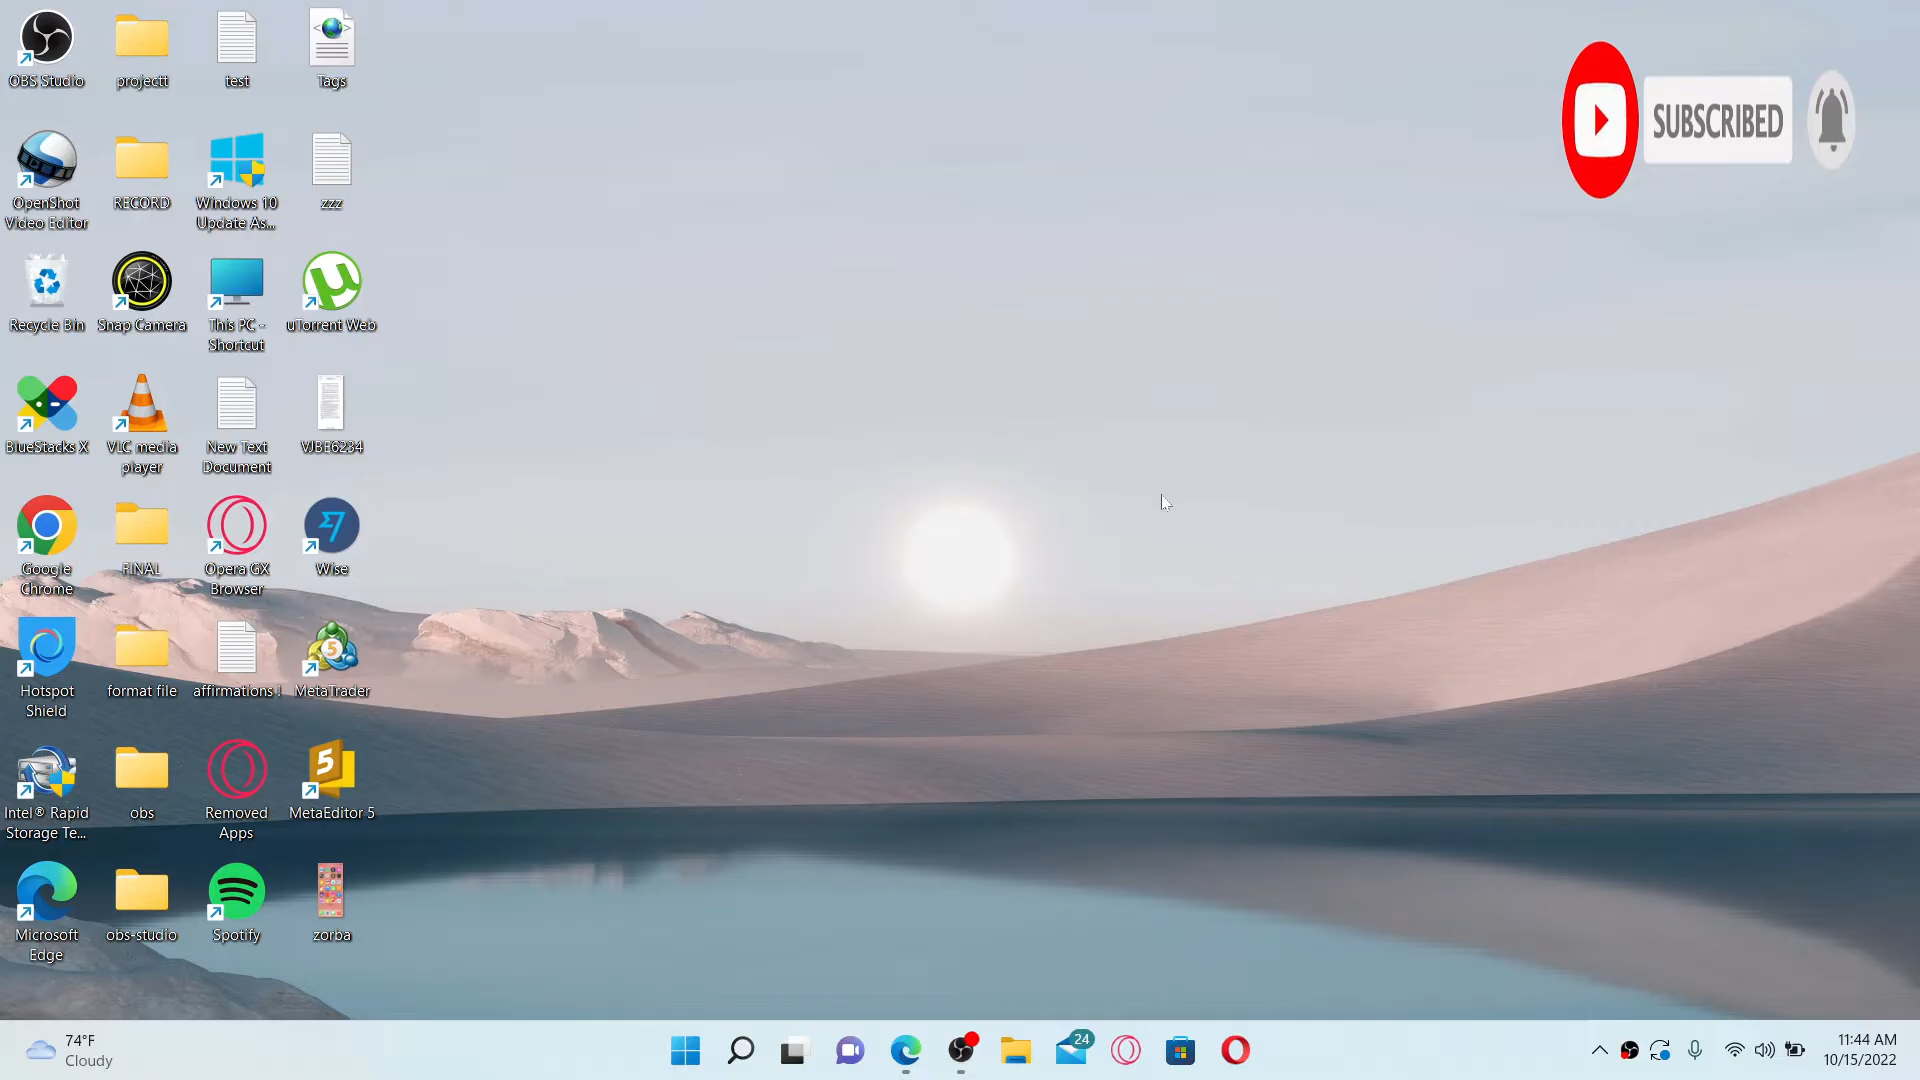 OBS Studio
projectt
test
Tags
SUBSCRIBED
OpenShot
Video Editor
RECORD
Windows 10
Update As...
zzz
Recycle Bin
Snap Camera
This PC -
Shortcut
uTorrent Web
BlueStacks X
VLC media
player
New Text
Document
VJBE6234
Google
Chrome
FINAL
Opera GX
Browser
Wise
Hotspot
Shield
format file
affirmations !
MetaTrader
Intel® Rapid
Storage Te...
obs
Removed
Apps
MetaEditor 5
Microsoft
Edge
obs-studio
Spotify
zorba
74°F
Cloudy
24
11:44 AM
10/15/2022